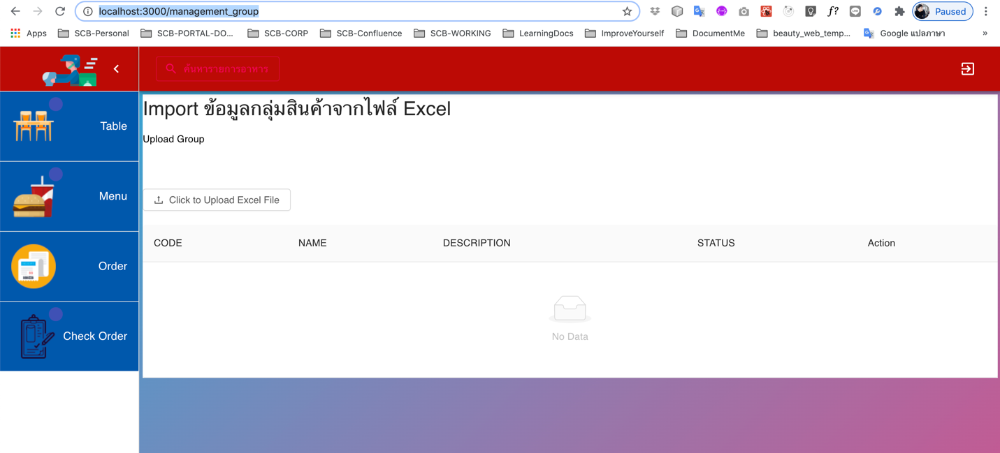 localhost:3000/management_group
f?
Paused
Apps
SCB-Personal
SCB-PORTAL-DO...
SCB-CORP
SCB-Confluence
SCB-WORKING
LearningDocs
ImproveYourself
DocumentMe
beauty_web_temp...
Google แปลภาษา
»
ค้นหารายการอาหาร
Table
Menu
Order
Check Order
Import ข้อมูลกลุ่มสินค้าจากไฟล์ Excel
Upload Group
Click to Upload Excel File
CODE NAME DESCRIPTION STATUS Action
No Data